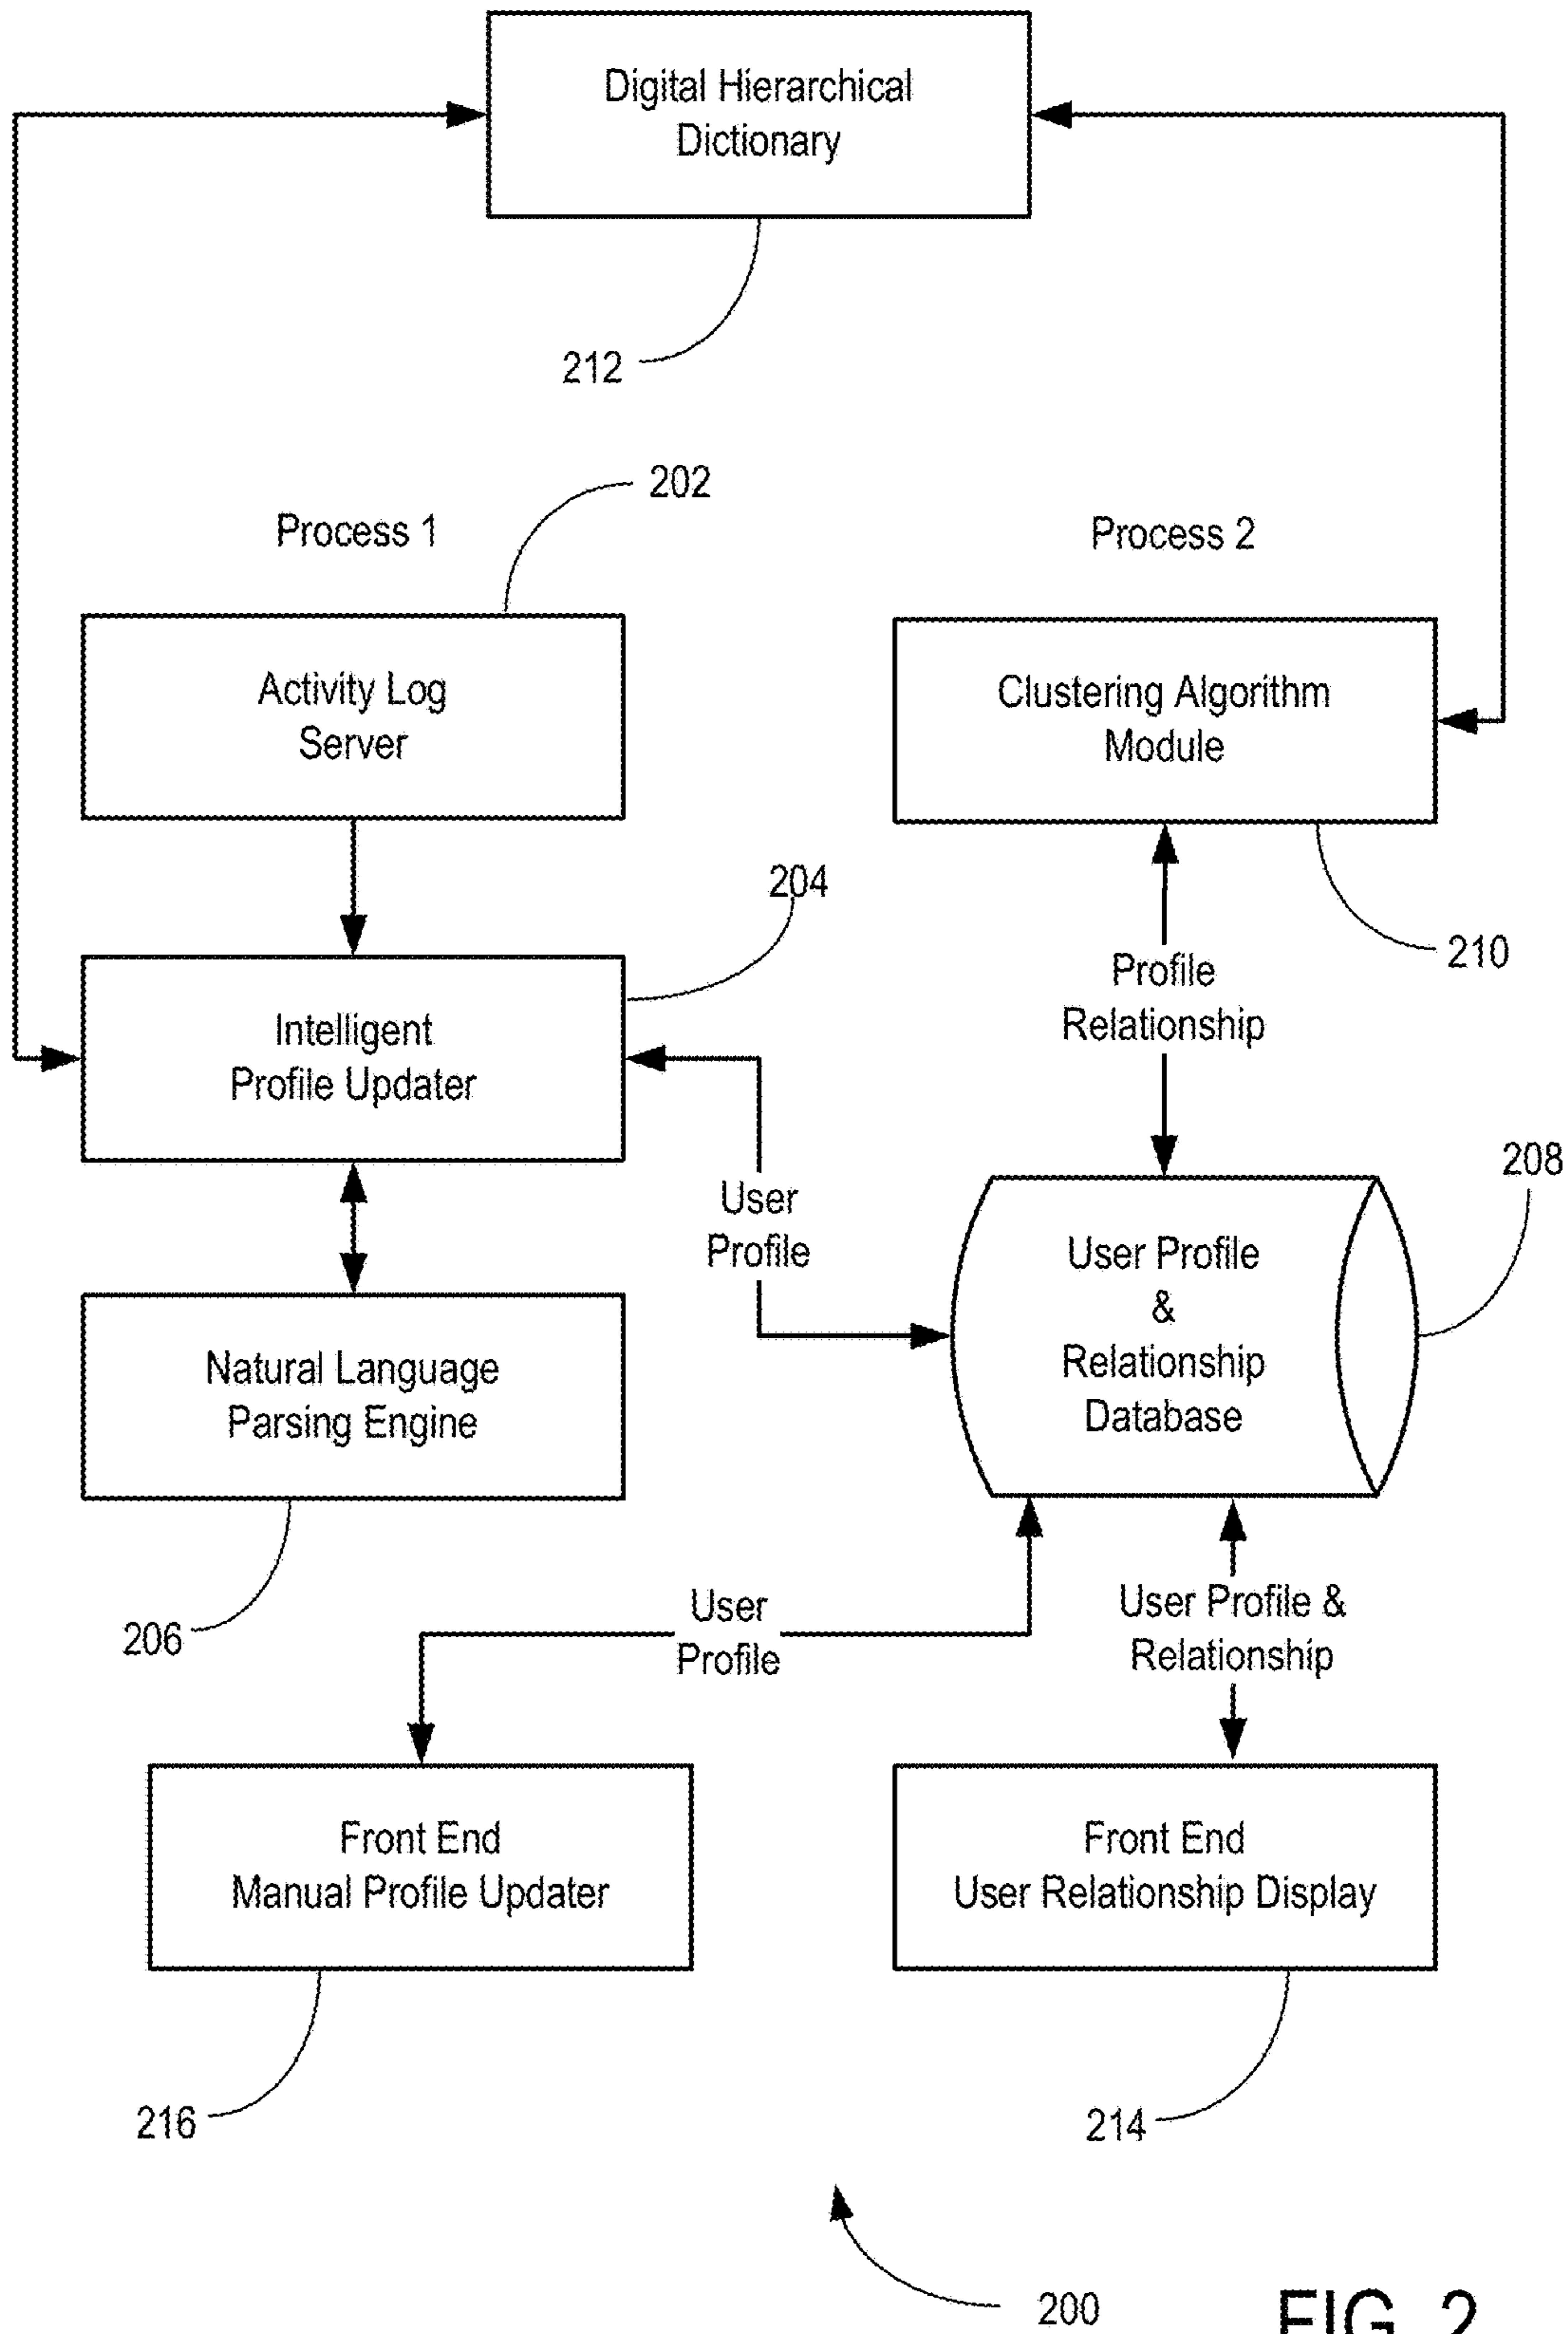 Digital Hierarchical
Dictionary
212
202
Process 1
Process 2
Activity Log
Server
Clustering Algorithm
Module
204
210
Profile
Relationship
Intelligent
Profile Updater
208
User
Profile
User Profile
&
Relationship
Database
Natural Language
Parsing Engine
206
User
Profile
User Profile &
Relationship
Front End
Manual Profile Updater
Front End
User Relationship Display
216
214
200
FIG. 2